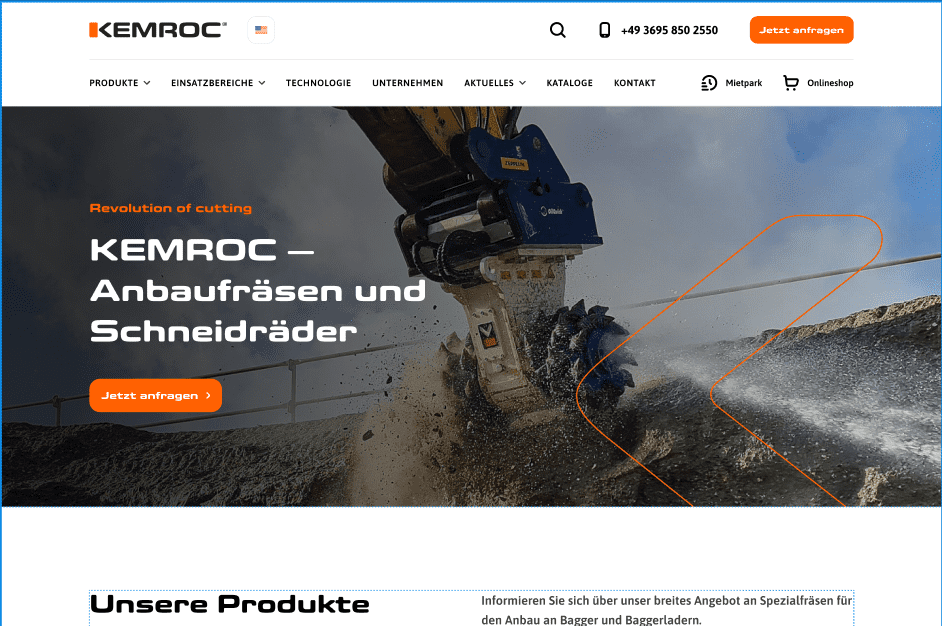 KEMROC
+49 3695 850 2550
Jetzt anfragen
PRODUKTE
EINSATZBEREICHE
TECHNOLOGIE
UNTERNEHMEN
AKTUELLES
KATALOGE
KONTAKT
Mietpark
Onlineshop
Revolution of cutting
KEMROC —
Anbaufräsen und
Schneidräder
Jetzt anfragen
Unsere Produkte
Informieren Sie sich über unser breites Angebot an Spezialfräsen für
den Anbau an Bagger und Baggerladern.